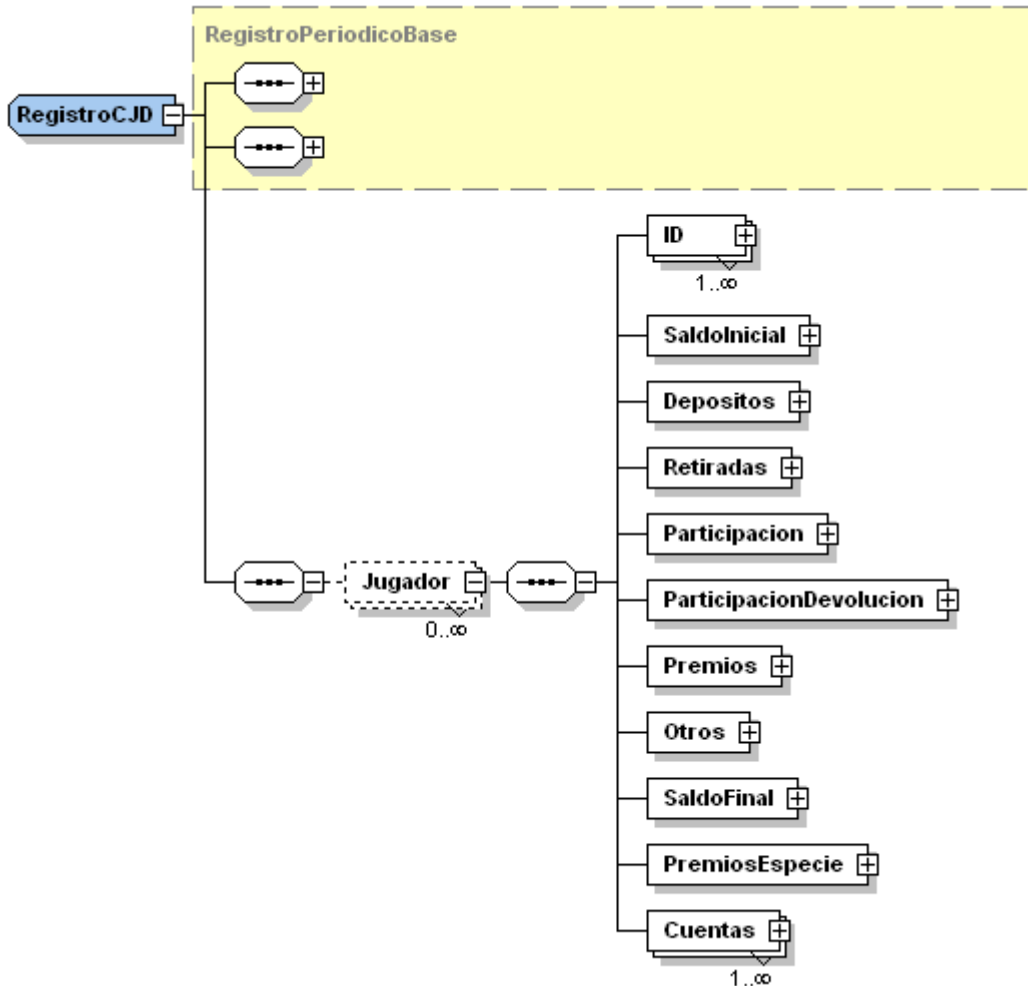 RegistroPeriodicoBase
RegistroCJD
ID
1..∞
SaldoInicial
Depositos
Retiradas
Participacion
Jugador
0..∞
ParticipacionDevolucion
Premios
Otros
SaldoFinal
PremiosEspecie
Cuentas
1..∞